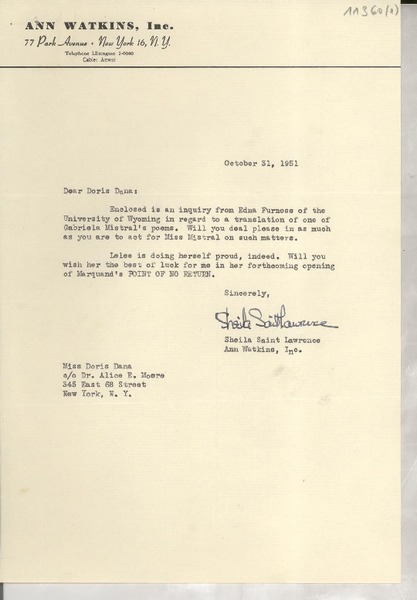 11360(1)
ANN WATKINS, Inc.
77 Park Avenue • New York 16, N. Y.
Telephone LExington 2-0080
Cable: Anwat
October 31, 1951
Dear Doris Dana:
Enclosed is an inquiry from Edna Furness of the
University of Wyoming in regard to a translation of one of
Gabriela Mistral's poems. Will you deal please in as much
as you are to act for Miss Mistral on such matters.
Lelee is doing herself proud, indeed. Will you
wish her the best of luck for me in her forthcoming opening
of Marquand's POINT OF NO RETURN.
Sincerely,
Sheila Saint Lawrence
Sheila Saint Lawrence
Ann Watkins, Inc.
Miss Doris Dana
c/o Dr. Alice E. Moore
345 East 68 Street
New York, N. Y.